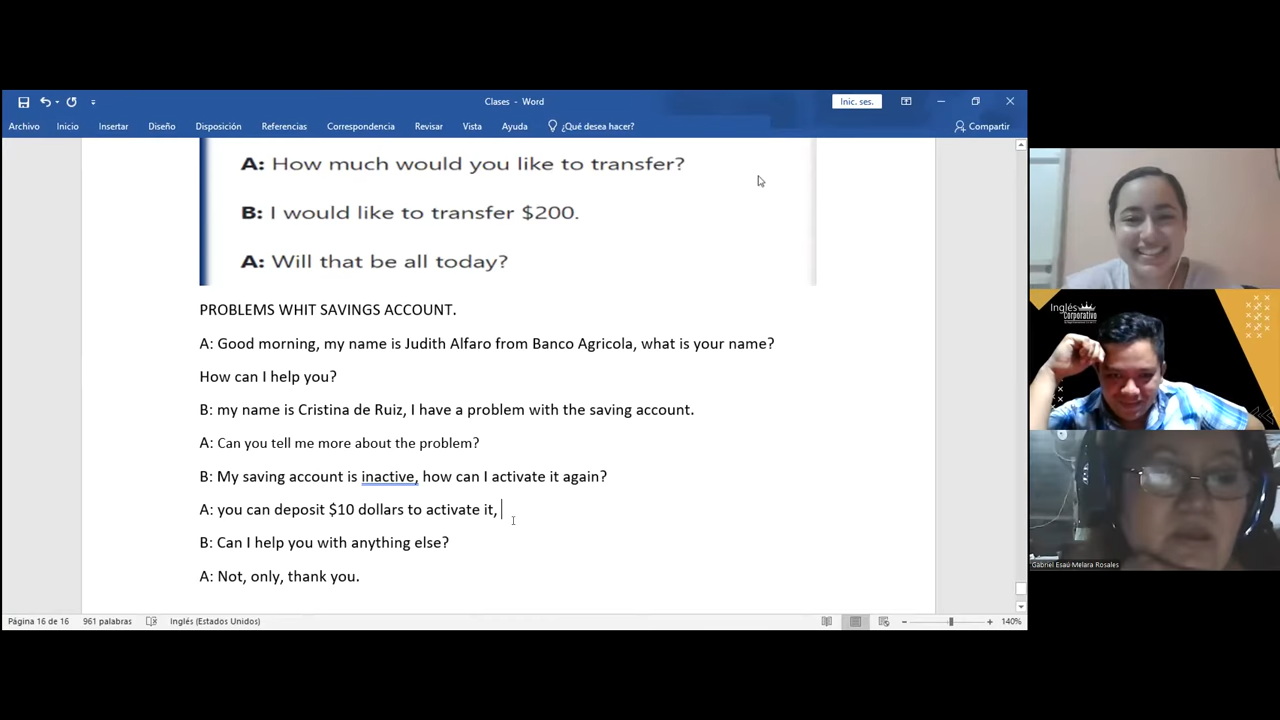 Clases - Word
Inic. ses.
Archivo Inicio Insertar Diseño Disposición Referencias Correspondencia Revisar Vista Ayuda ¿Qué desea hacer? Compartir
A: How much would you like to transfer?
B: I would like to transfer $200.
A: Will that be all today?
PROBLEMS WHIT SAVINGS ACCOUNT.
A: Good morning, my name is Judith Alfaro from Banco Agricola, what is your name?
How can I help you?
B: my name is Cristina de Ruiz, I have a problem with the saving account.
A: Can you tell me more about the problem?
B: My saving account is inactive, how can I activate it again?
A: you can deposit $10 dollars to activate it,
B: Can I help you with anything else?
A: Not, only, thank you.
Página 16 de 16 961 palabras Inglés (Estados Unidos) 140%
Inglés
Corporativo
Gabriel Esaú Melara Rosales